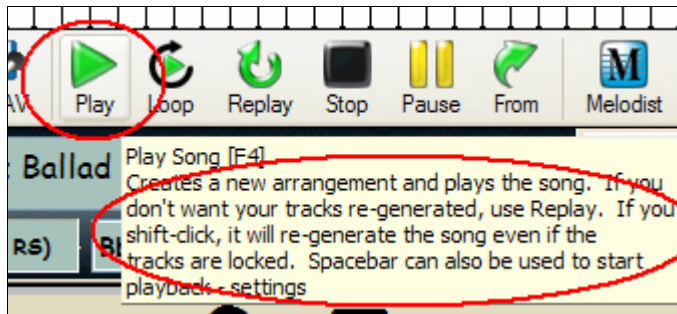 AV Play Loop Replay Stop Pause From Melodist
Ballad
Play Song [F4]
Creates a new arrangement and plays the song. If you
don't want your tracks re-generated, use Replay. If you
shift-click, it will re-generate the song even if the
tracks are locked. Spacebar can also be used to start
playback - settings
RS)